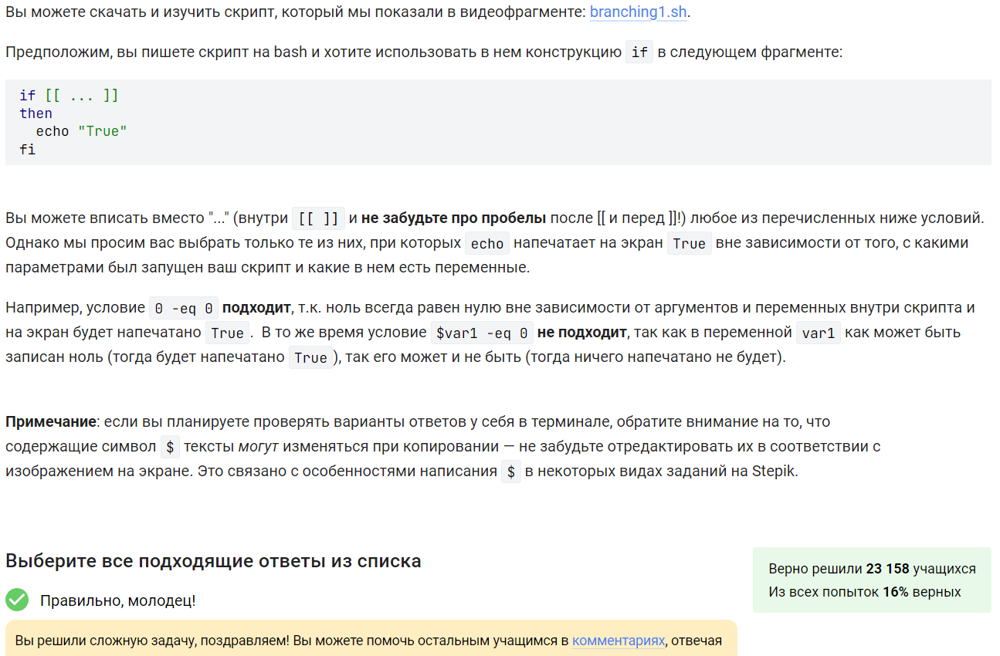 Вы можете скачать и изучить скрипт, который мы показали в видеофрагменте: branching1.sh.
Предположим, вы пишете скрипт на bash и хотите использовать в нем конструкцию if в следующем фрагменте:
if [[ ... ]]
then
  echo "True"
fi
Вы можете вписать вместо "..." (внутри [[ ]] и не забудьте про пробелы после [[ и перед ]]!) любое из перечисленных ниже условий.
Однако мы просим вас выбрать только те из них, при которых echo напечатает на экран True вне зависимости от того, с какими
параметрами был запущен ваш скрипт и какие в нем есть переменные.
Например, условие 0 -eq 0 подходит, т.к. ноль всегда равен нулю вне зависимости от аргументов и переменных внутри скрипта и
на экран будет напечатано True. В то же время условие $var1 -eq 0 не подходит, так как в переменной var1 как может быть
записан ноль (тогда будет напечатано True), так его может и не быть (тогда ничего напечатано не будет).
Примечание: если вы планируете проверять варианты ответов у себя в терминале, обратите внимание на то, что
содержащие символ $ тексты могут изменяться при копировании — не забудьте отредактировать их в соответствии с
изображением на экране. Это связано с особенностями написания $ в некоторых видах заданий на Stepik.
Выберите все подходящие ответы из списка
Верно решили 23 158 учащихся
Из всех попыток 16% верных
Правильно, молодец!
Вы решили сложную задачу, поздравляем! Вы можете помочь остальным учащимся в комментариях, отвечая